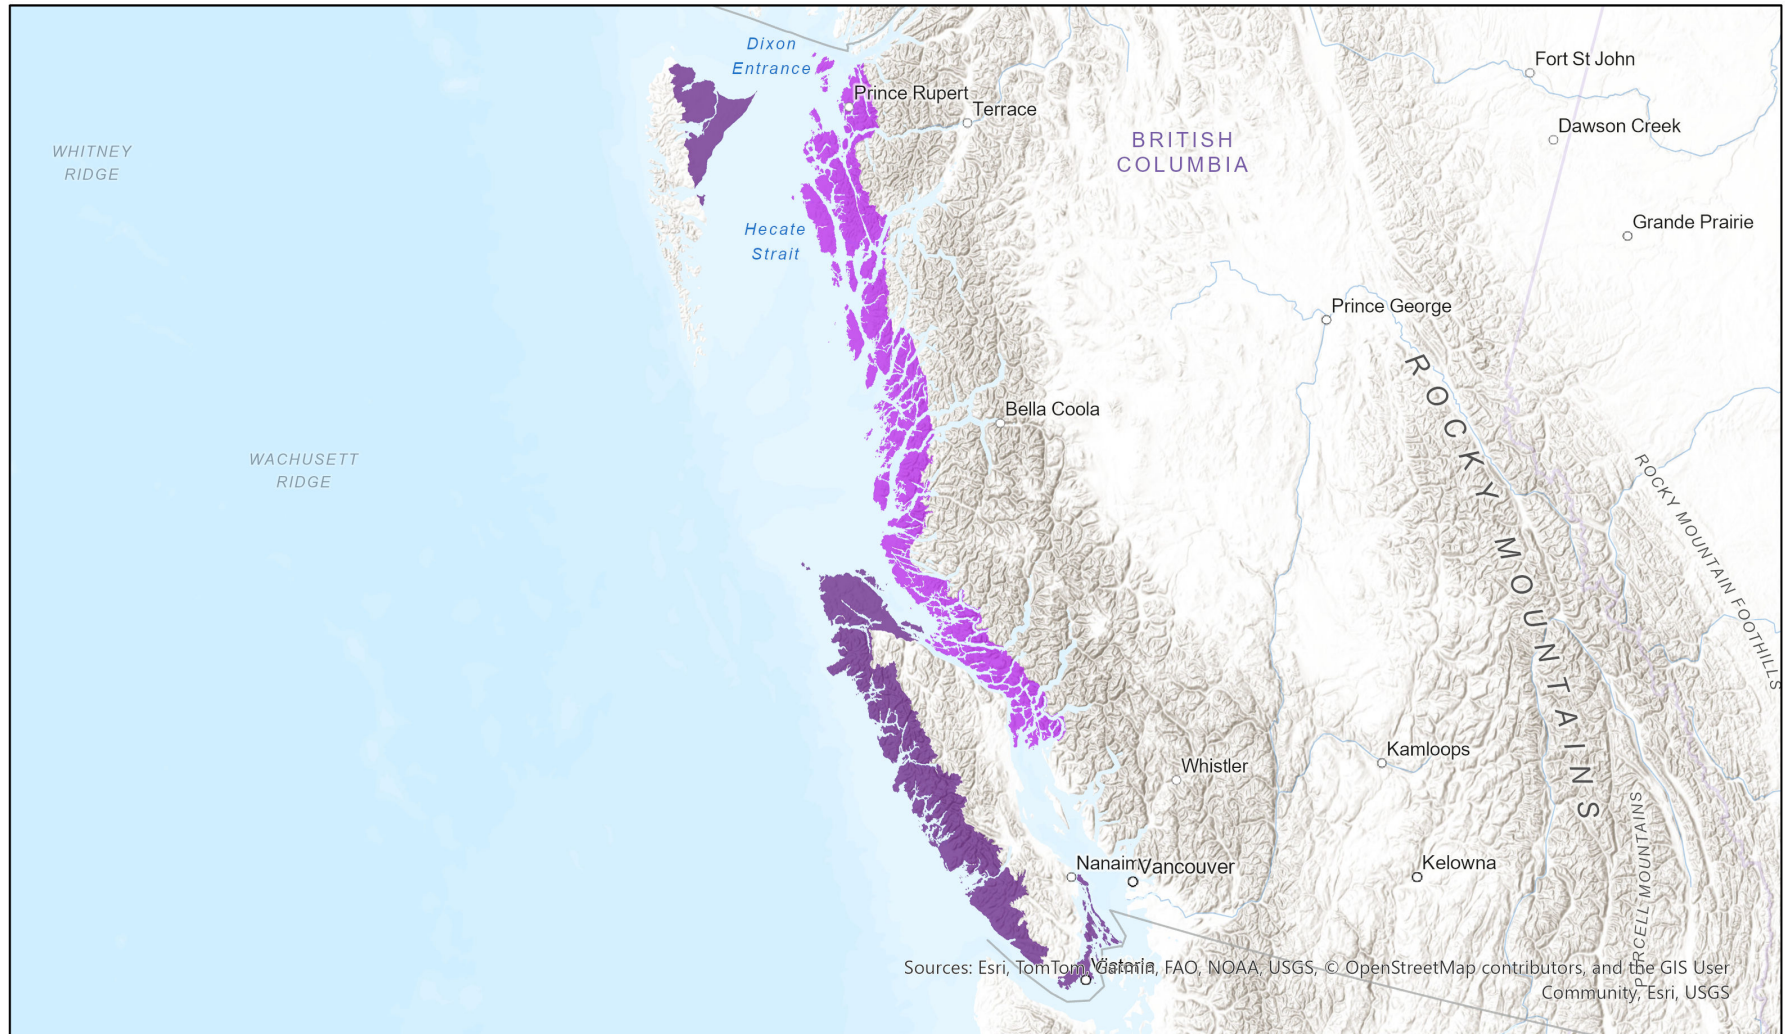 Dixon
Entrance
Fort St John
Prince Rupert
Terrace
Dawson Creek
WHITNEY
RIDGE
BRITISH
COLUMBIA
Grande Prairie
Hecate
Strait
Prince George
ROCKY MOUNTAINS
Bella Coola
WACHUSETT
RIDGE
ROCKY MOUNTAIN FOOTHILLS
Kamloops
Whistler
PURCELL MOUNTAINS
Nanaim
Vancouver
Kelowna
Victoria
Sources: Esri, TomTom, Garmin, FAO, NOAA, USGS, © OpenStreetMap contributors, and the GIS User
Community, Esri, USGS